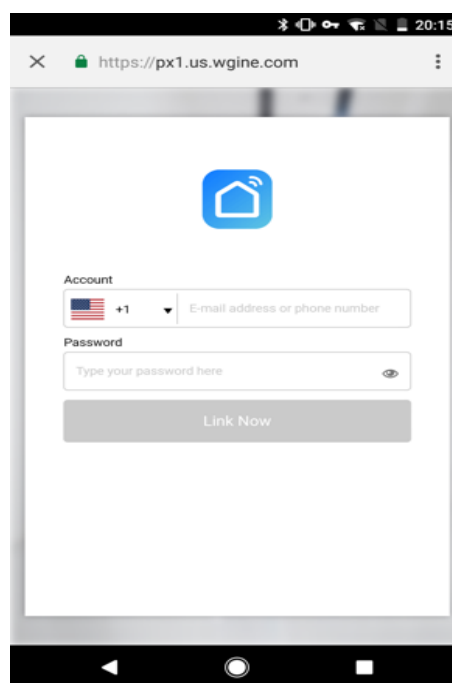 20:15
https://px1.us.wgine.com
Account
+1 E-mail address or phone number
Password
Type your password here
Link Now